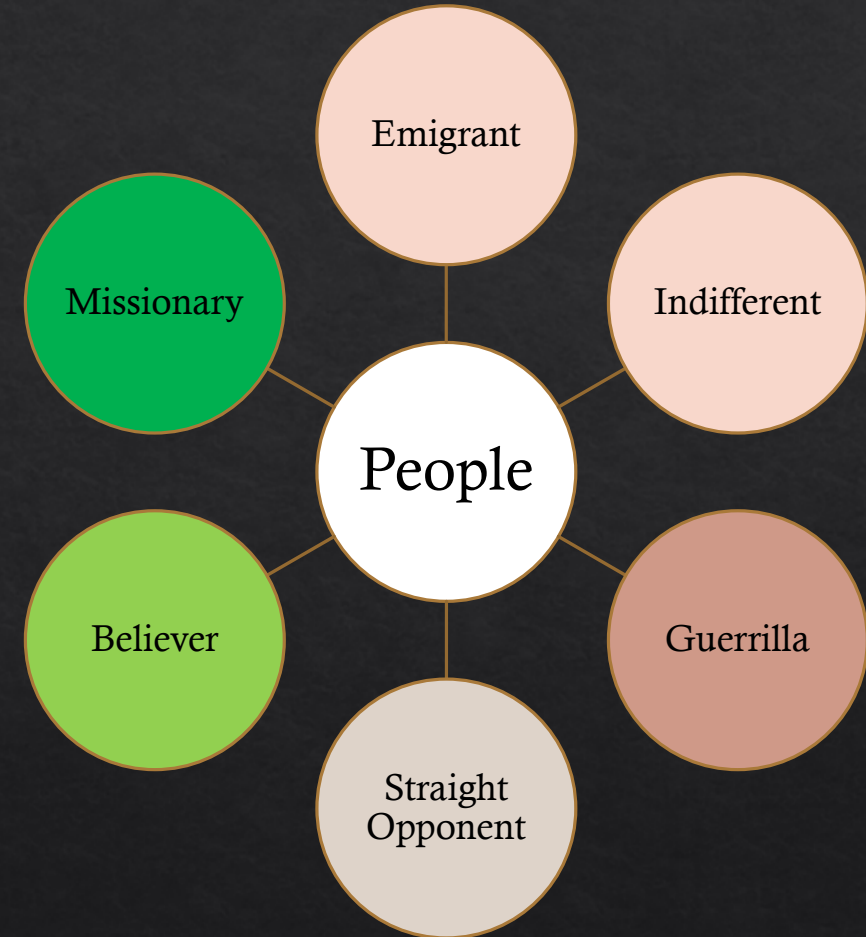 Emigrant
Missionary
Indifferent
People
Believer
Guerrilla
Straight
Opponent